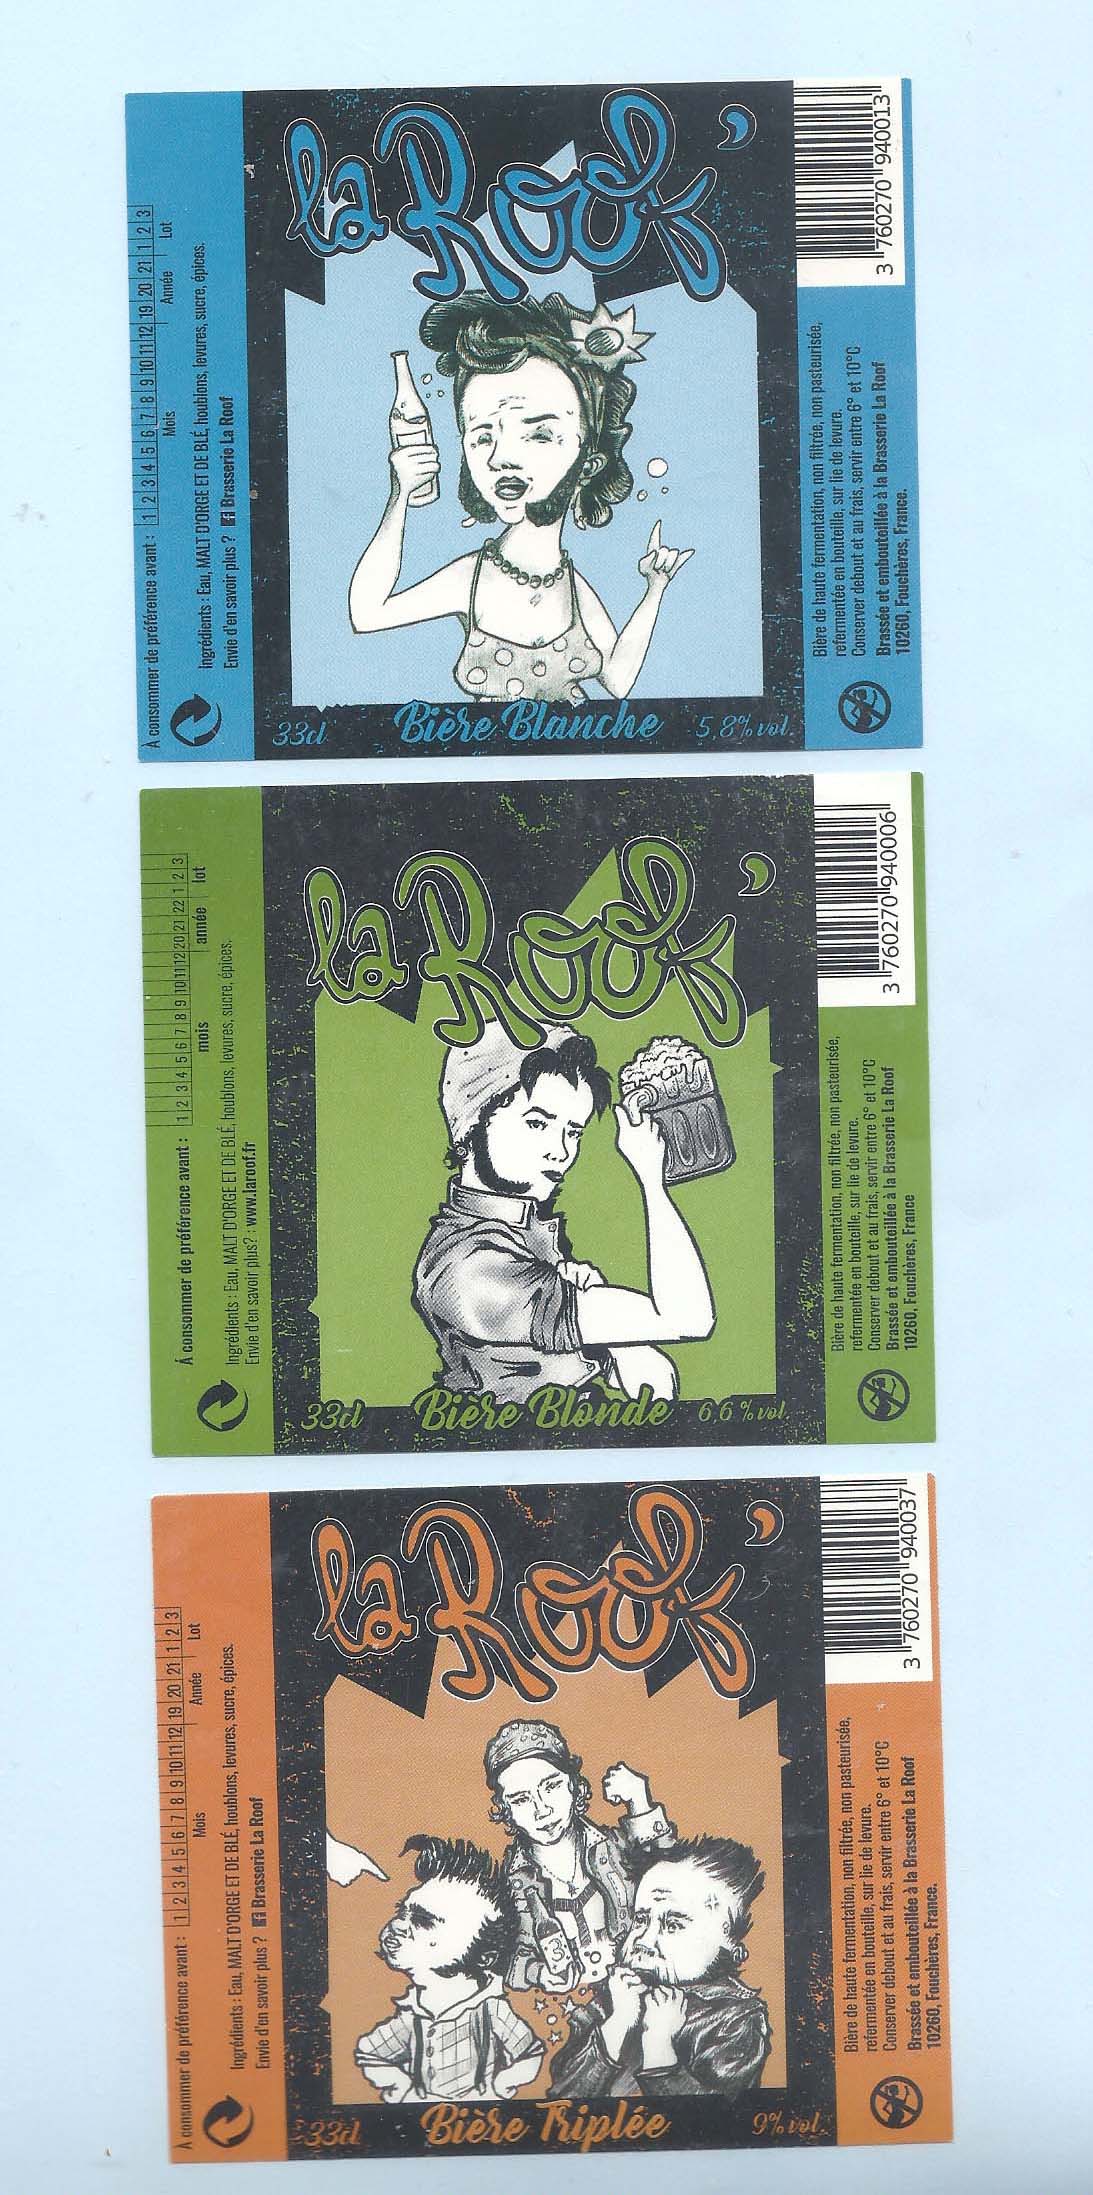 À consommer de préférence avant : 1 2 3 4 5 6 7 8 9 10 11 12 19 20 21 1 2 3
Mois Année Lot
Ingrédients : Eau, MALT D'ORGE ET DE BLÉ, houblons, levures, sucre, épices.
Envie d'en savoir plus ? Brasserie La Roof
la Roof'
33cl Bière Blanche 5,8% vol.
3 760270 940013
Bière de haute fermentation, non filtrée, non pasteurisée,
refermentée en bouteille, sur lie de levure.
Conserver debout et au frais, servir entre 6° et 10°C
Brassée et embouteillée à la Brasserie La Roof
10260, Fouchères, France.
À consommer de préférence avant : 1 2 3 4 5 6 7 8 9 10 11 12 20 21 22 1 2 3
mois année lot
Ingrédients : Eau, MALT D'ORGE ET DE BLÉ, houblons, levures, sucre, épices.
Envie d'en savoir plus? : www.laroof.fr
la Roof'
33cl Bière Blonde 6 6 % vol.
3 760270 940006
Bière de haute fermentation, non filtrée, non pasteurisée,
refermentée en bouteille, sur lie de levure.
Conserver debout et au frais, servir entre 6° et 10°C
Brassée et embouteillée à la Brasserie La Roof
10260, Fouchères, France
À consommer de préférence avant : 1 2 3 4 5 6 7 8 9 10 11 12 19 20 21 1 2 3
Mois Année Lot
Ingrédients : Eau, MALT D'ORGE ET DE BLÉ, houblons, levures, sucre, épices.
Envie d'en savoir plus ? Brasserie La Roof
la Roof'
3
33cl Bière Triplée 9% vol.
3 760270 940037
Bière de haute fermentation, non filtrée, non pasteurisée,
refermentée en bouteille, sur lie de levure.
Conserver debout et au frais, servir entre 6° et 10°C
Brassée et embouteillée à la Brasserie La Roof
10260, Fouchères, France.